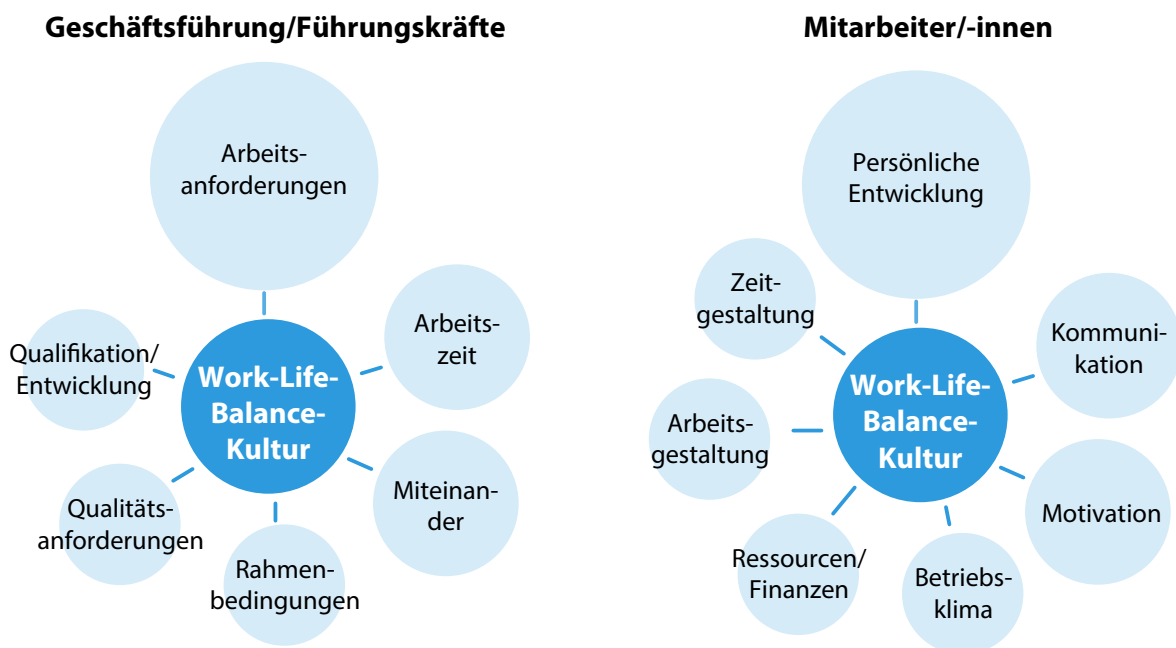 Geschäftsführung/Führungskräfte
Arbeits-
anforderungen
Arbeits-
zeit
Qualifikation/
Entwicklung
Work-Life-
Balance-
Kultur
Miteinan-
der
Qualitäts-
anforderungen
Rahmen-
bedingungen
Mitarbeiter/-innen
Persönliche
Entwicklung
Zeit-
gestaltung
Kommuni-
kation
Work-Life-
Balance-
Kultur
Arbeits-
gestaltung
Motivation
Ressourcen/
Finanzen
Betriebs-
klima